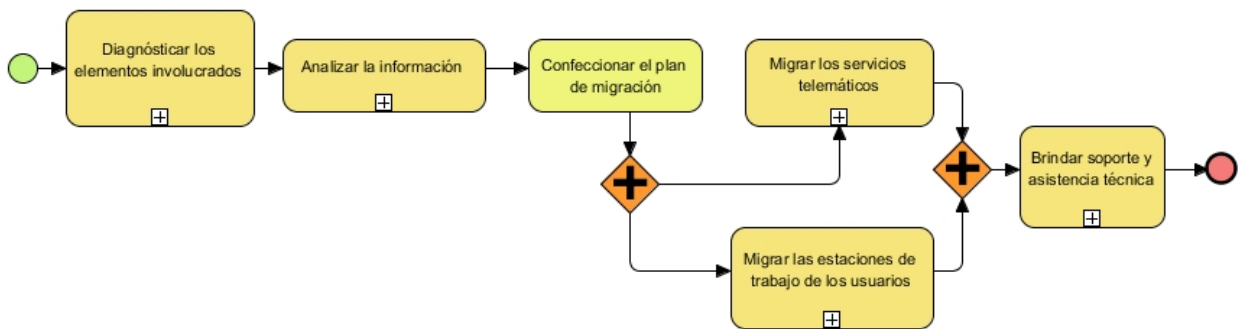 Diagnósticar los
elementos involucrados
Analizar la información
Confeccionar el plan
de migración
Migrar los servicios
telemáticos
Migrar las estaciones de
trabajo de los usuarios
Brindar soporte y
asistencia técnica